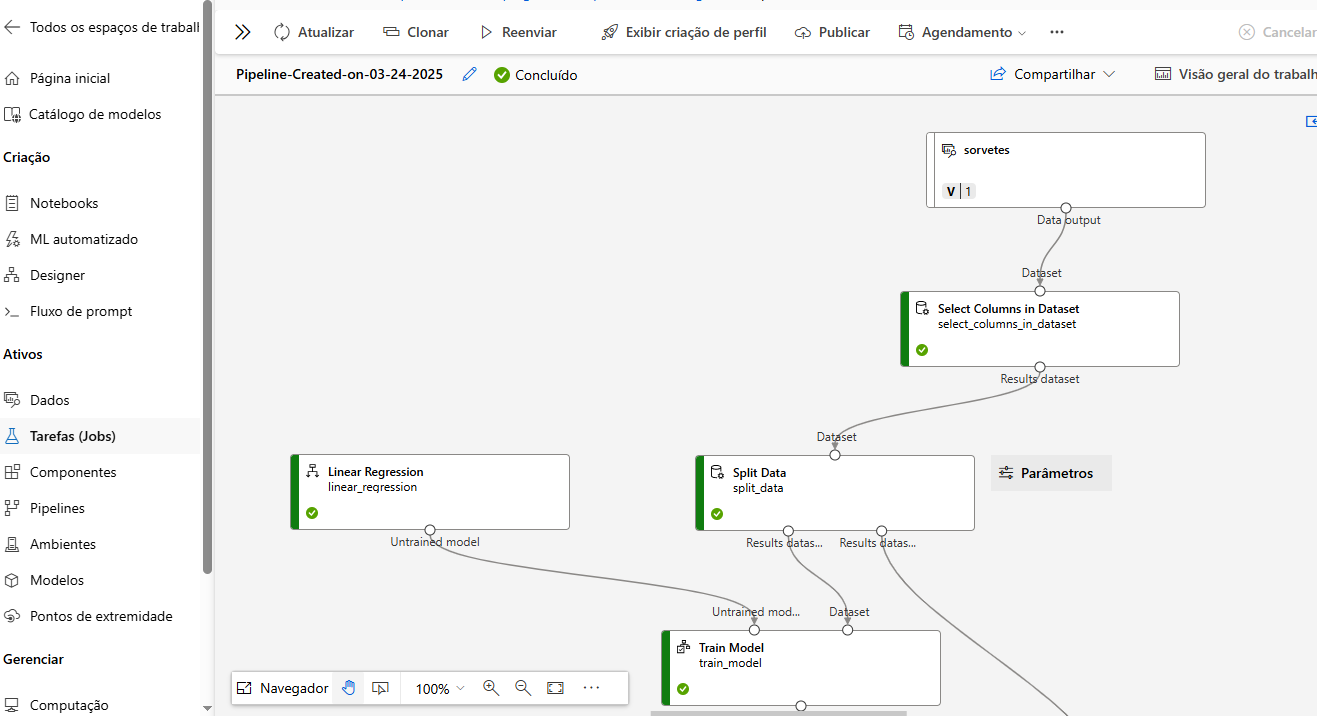 Todos os espaços de traball
Página inicial
Catálogo de modelos
Criação
Notebooks
ML automatizado
Designer
Fluxo de prompt
Ativos
Dados
Tarefas (Jobs)
Componentes
Pipelines
Ambientes
Modelos
Pontos de extremidade
Gerenciar
Computação
Atualizar Clonar Reenviar Exibir criação de perfil Publicar Agendamento Cancelar
Pipeline-Created-on-03-24-2025 Concluído Compartilhar Visão geral do trabalh
sorvetes
V | 1
Data output
Dataset
Select Columns in Dataset
select_columns_in_dataset
Results dataset
Dataset
Linear Regression
linear_regression
Untrained model
Split Data
split_data
Parâmetros
Results datas... Results datas...
Untrained mod... Dataset
Train Model
train_model
Navegador 100%